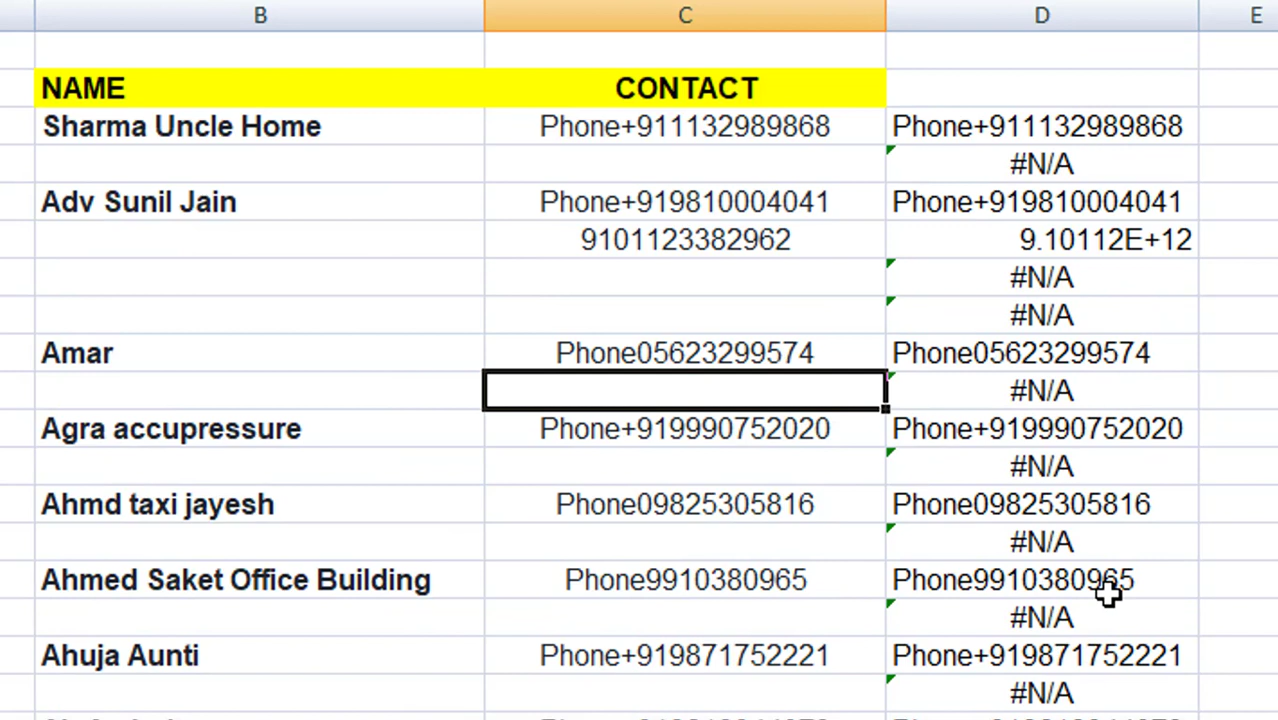 B C D E
NAME CONTACT
Sharma Uncle Home Phone+911132989868 Phone+911132989868
#N/A
Adv Sunil Jain Phone+919810004041 Phone+919810004041
9101123382962 9.10112E+12
#N/A
#N/A
Amar Phone05623299574 Phone05623299574
#N/A
Agra accupressure Phone+919990752020 Phone+919990752020
#N/A
Ahmd taxi jayesh Phone09825305816 Phone09825305816
#N/A
Ahmed Saket Office Building Phone9910380965 Phone9910380965
#N/A
Ahuja Aunti Phone+919871752221 Phone+919871752221
#N/A